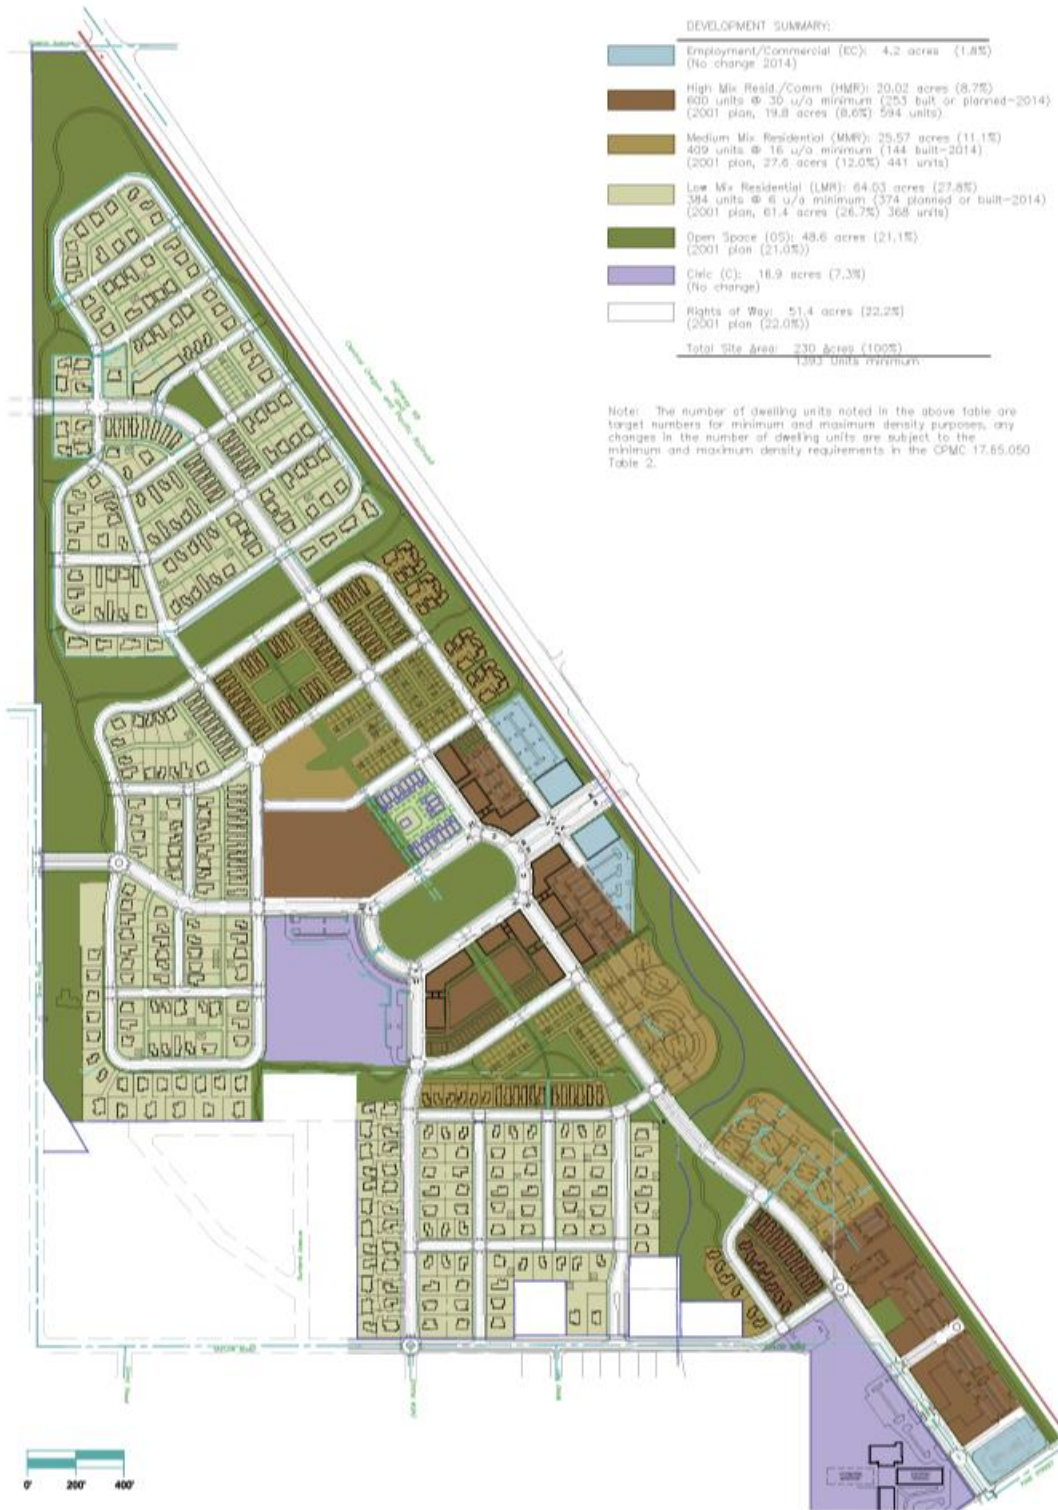 DEVELOPMENT SUMMARY:
Employment/Commercial (EC): 4.2 acres (1.8%)
(No change 2014)
High Mix Resid./Comm (HMR): 20.02 acres (8.7%)
600 units @ 30 u/a minimum (253 buit or planned-2014)
(2001 plan, 19.8 acres (8.6%) 594 units)
Medium Mix Residential (MMR): 25.57 acres (11.1%)
409 units @ 16 u/a minimum (144 built-2014)
(2001 plan, 27.6 acers (12.0%) 441 units)
Low Mix Residential (LMR): 64.03 acres (27.8%)
384 units @ 6 u/a minimum (374 planned or built-2014)
(2001 plan, 61.4 acres (26.7%) 368 units)
Open Space (OS): 48.6 acres (21.1%)
(2001 plan (21.0%))
Civic (C): 16.9 acres (7.3%)
(No change)
Rights of Way: 51.4 acres (22.2%)
(2001 plan (22.0%))
Total Site Area: 230 Acres (100%)
1393 Units minimum
Note: The number of dwelling units noted in the above table are
target numbers for minimum and maximum density purposes, any
changes in the number of dwelling units are subject to the
minimum and maximum density requirements in the CPMC 17.65.050
Table 2.
Highway 99
Central Oregon and Pacific Railroad
0' 200' 400'